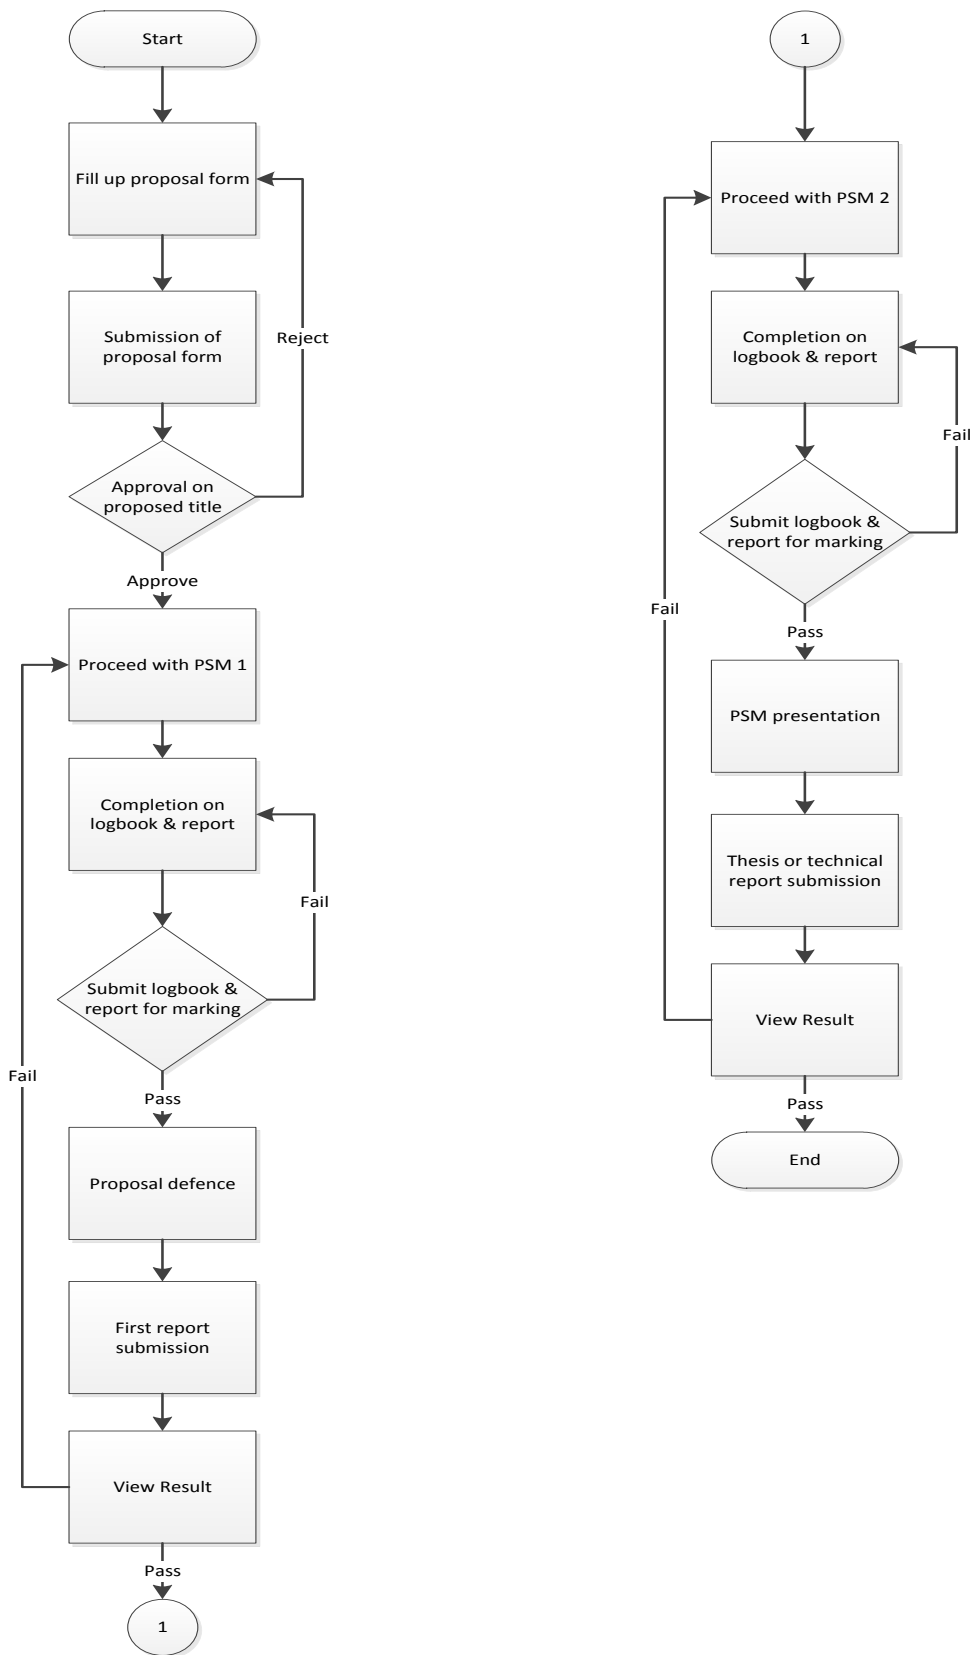 Start
Fill up proposal form
Submission of
proposal form
Reject
Approval on
proposed title
Approve
Proceed with PSM 1
Completion on
logbook & report
Fail
Submit logbook &
report for marking
Fail
Pass
Proposal defence
First report
submission
View Result
Pass
1
1
Proceed with PSM 2
Completion on
logbook & report
Fail
Submit logbook &
report for marking
Fail
Pass
PSM presentation
Thesis or technical
report submission
View Result
Pass
End